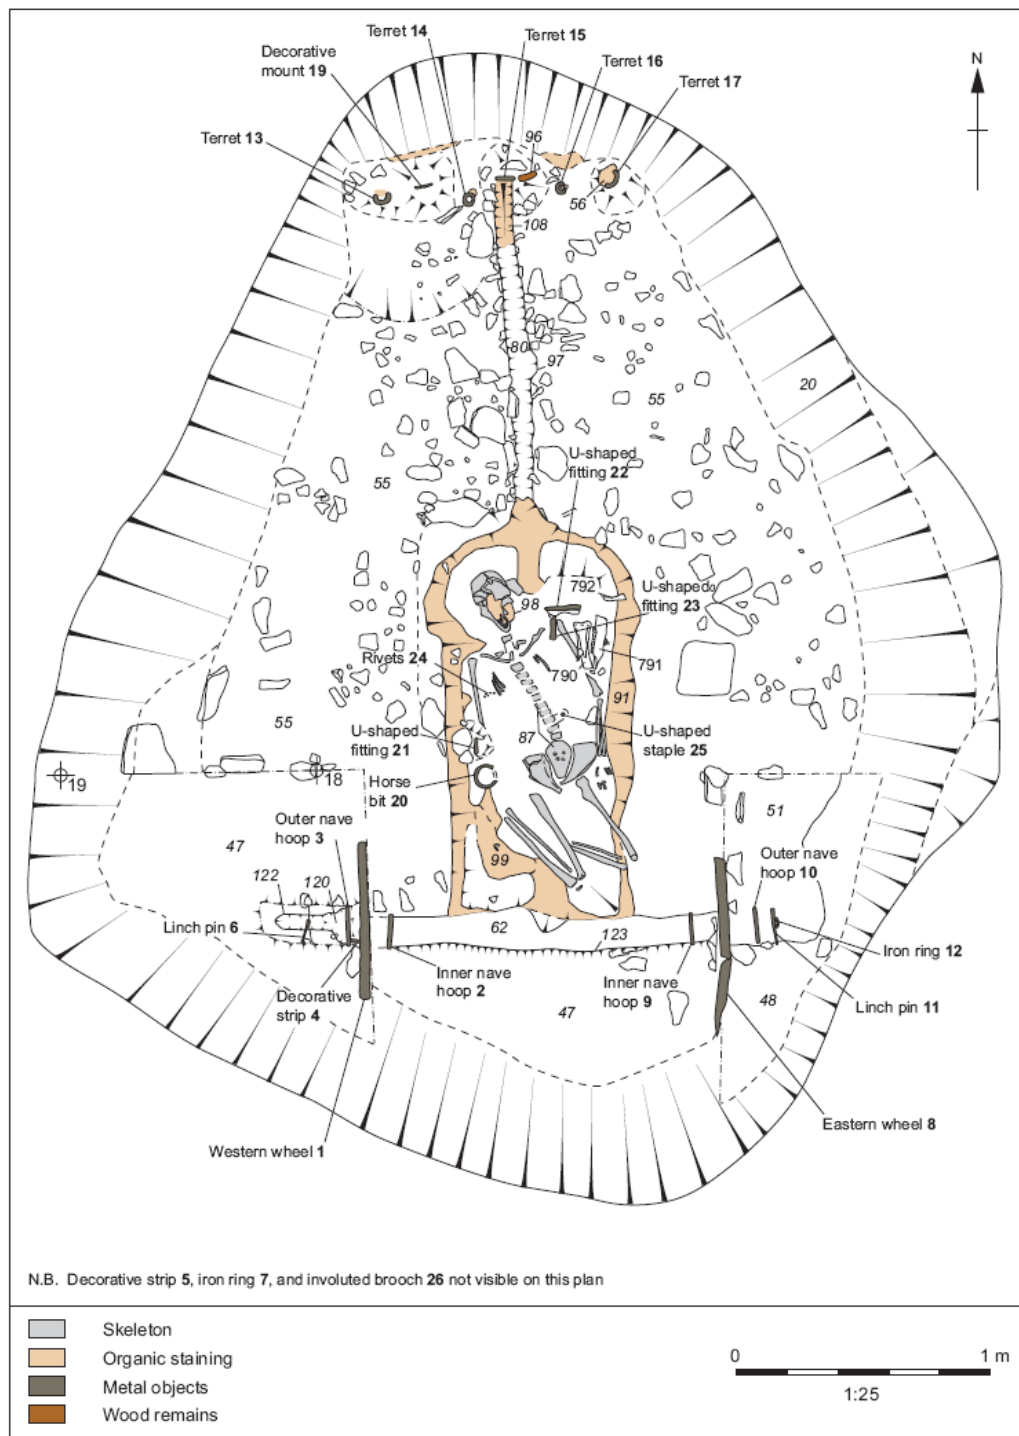 Terret 14
Terret 15
Decorative
mount 19
Terret 16
Terret 17
N
Terret 13
96
56
108
80
97
20
55
55
U-shaped
fitting 22
792
U-shaped
fitting 23
98
Rivets 24
790
791
91
55
U-shaped
fitting 21
87
U-shaped
staple 25
19
18
Horse
bit 20
51
Outer nave
hoop 3
47
99
Outer nave
hoop 10
122
120
Linch pin 6
62
123
Iron ring 12
Inner nave
hoop 2
Inner nave
hoop 9
Decorative
strip 4
47
48
Linch pin 11
Eastern wheel 8
Western wheel 1
N.B. Decorative strip 5, iron ring 7, and involuted brooch 26 not visible on this plan
Skeleton
Organic staining
Metal objects
Wood remains
0 1 m
1:25